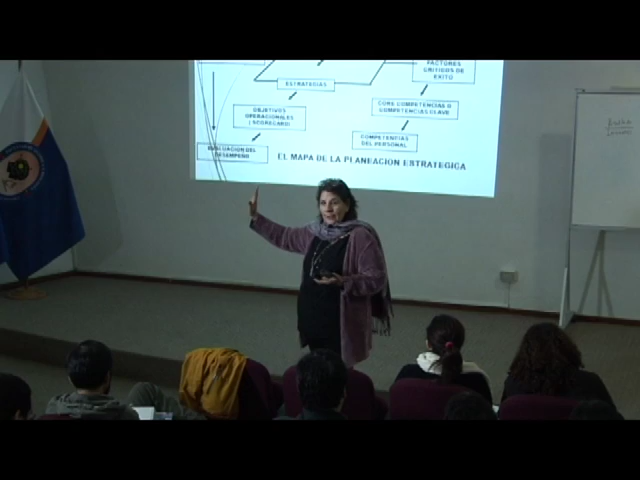 FACTORES
CRITICOS DE
EXITO
ESTRATEGIAS
OBJETIVOS
OPERACIONALES
( SCORECARD)
CORE COMPETENCIAS O
COMPETENCIAS CLAVE
COMPETENCIAS
DEL PERSONAL
EVALUACION DEL
DESEMPEÑO
EL MAPA DE LA PLANEACION ESTRATEGICA